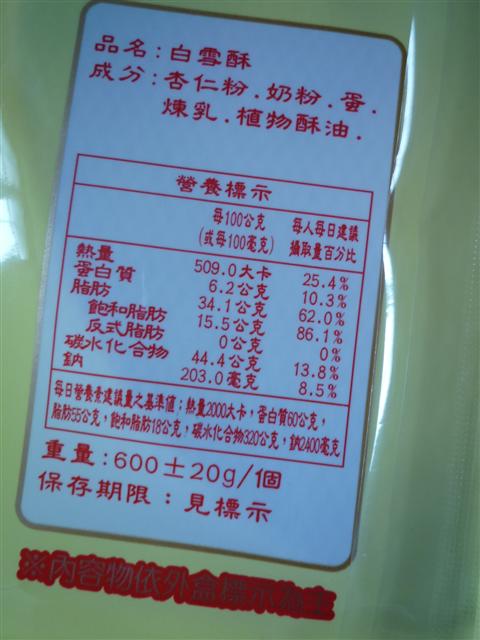 品名：白雪酥
成分：杏仁粉．奶粉．蛋．
煉乳．植物酥油．
營養標示
每100公克 每人每日建議
(或每100毫克) 攝取量百分比
熱量 509.0大卡 25.4%
蛋白質 6.2公克 10.3%
脂肪 34.1公克 62.0%
飽和脂肪 15.5公克 86.1%
反式脂肪 0公克 0%
碳水化合物 44.4公克 13.8%
鈉 203.0毫克 8.5%
每日營養素建議量之基準值；熱量2000大卡，蛋白質60公克，
脂肪55公克，飽和脂肪18公克，碳水化合物320公克，鈉2400毫克
重量：600±20g/個
保存期限：見標示
※內容物依外盒標示為主